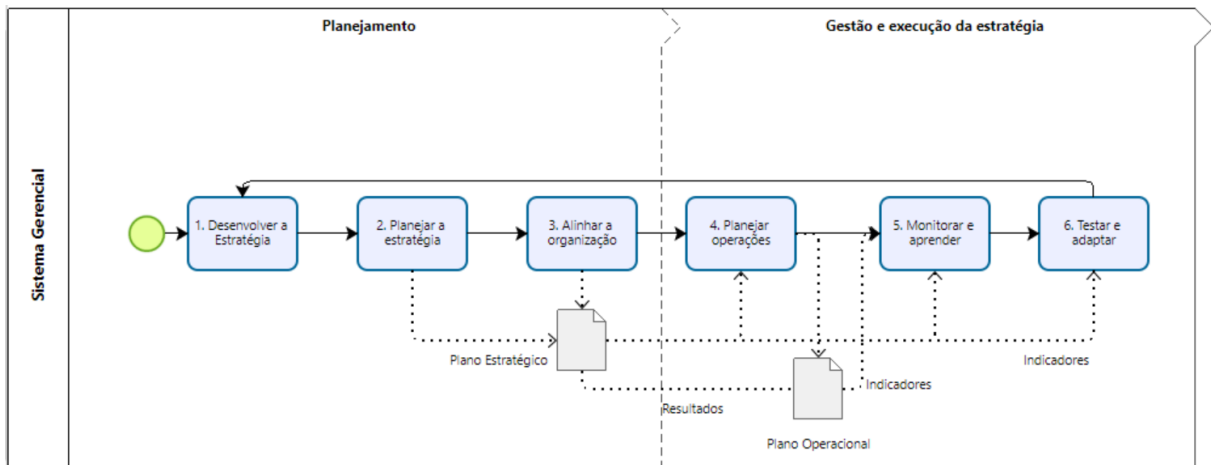 Planejamento
Gestão e execução da estratégia
Sistema Gerencial
1. Desenvolver a
Estratégia
2. Planejar a
estratégia
3. Alinhar a
organização
4. Planejar
operações
5. Monitorar e
aprender
6. Testar e
adaptar
Plano Estratégico
Indicadores
Indicadores
Resultados
Plano Operacional